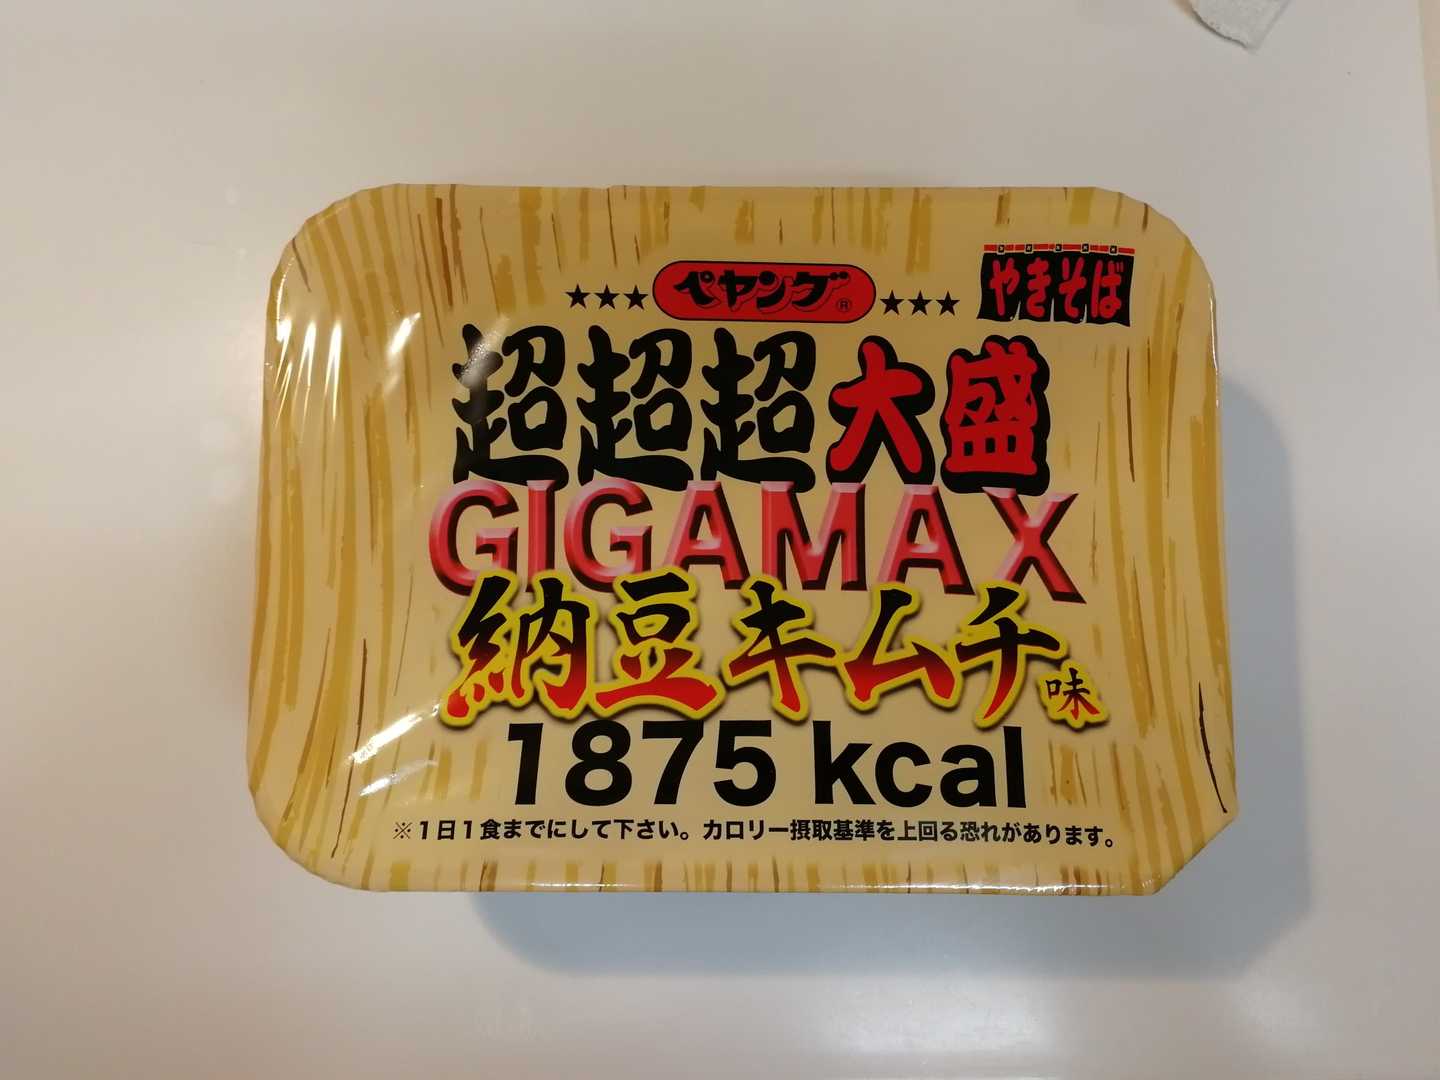 ★★★ペヤング®★★★
やきそば
超超超大盛
GIGAMAX
納豆キムチ味
1875 kcal
※1日1食までにして下さい。カロリー摂取基準を上回る恐れがあります。